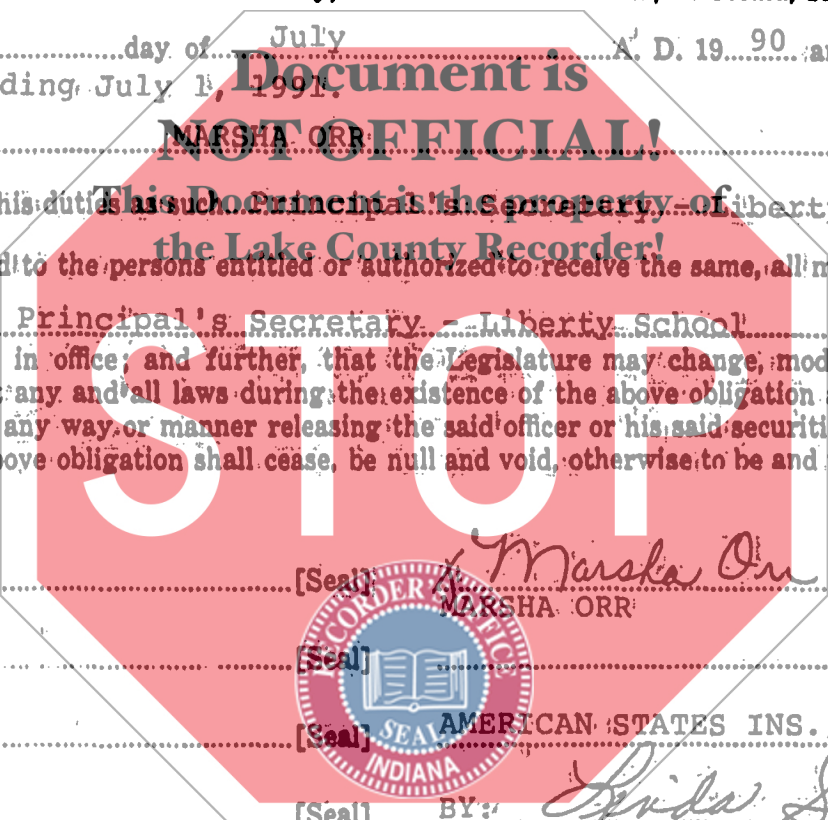 day of July A. D. 19 90
ding July 1, 1991.
Document is
MARSHA ORR
NOT OFFICIAL!
his duties as such Principal's Secretary - Libert
This Document is the property of
the Lake County Recorder!
d to the persons entitled or authorized to receive the same, all m
Principal's Secretary - Liberty School
in office, and further, that the Legislature may change, mod
any and all laws during the existence of the above obligation
any way or manner releasing the said officer or his said securiti
ove obligation shall cease, be null and void, otherwise to be and
STOP
[Seal] X Marsha Orr
MARSHA ORR
RECORDER'S OFFICE
[Seal]
SEAL
[Seal] AMERICAN STATES INS.
INDIANA
[Seal] BY: Linda S